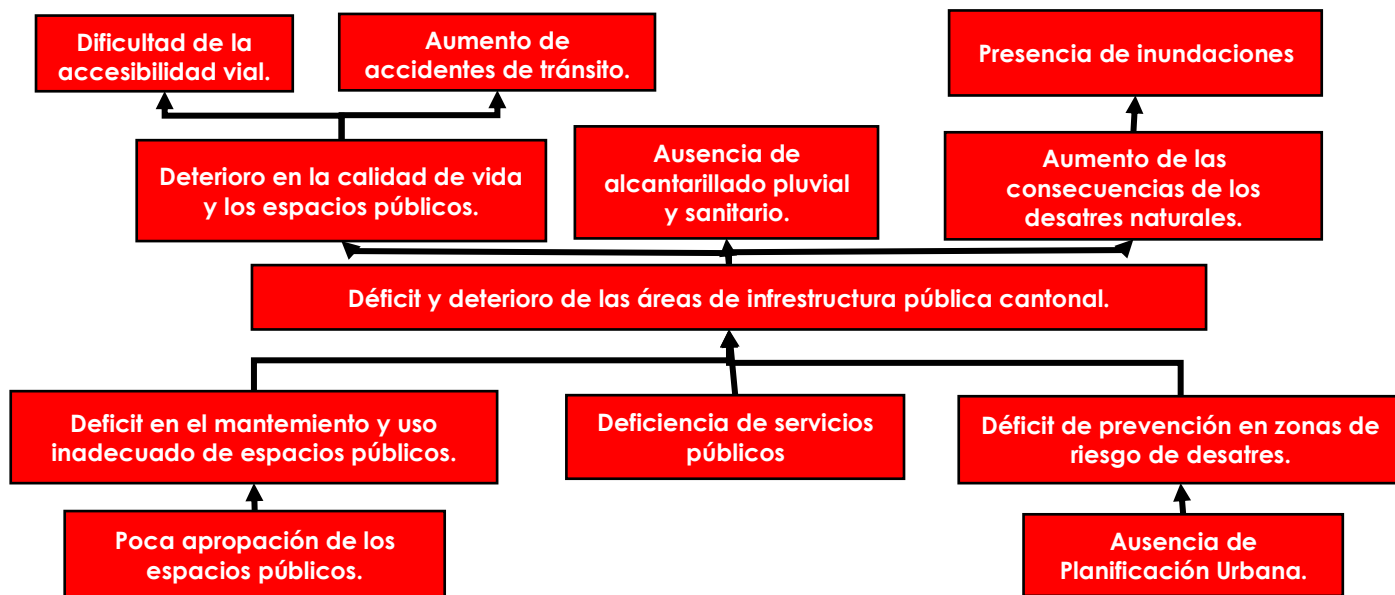 Dificultad de la
accesibilidad vial.
Aumento de
accidentes de tránsito.
Presencia de inundaciones
Deterioro en la calidad de vida
y los espacios públicos.
Ausencia de
alcantarillado pluvial
y sanitario.
Aumento de las
consecuencias de los
desatres naturales.
Déficit y deterioro de las áreas de infrestructura pública cantonal.
Deficit en el mantemiento y uso
inadecuado de espacios públicos.
Deficiencia de servicios
públicos
Déficit de prevención en zonas de
riesgo de desatres.
Poca apropación de los
espacios públicos.
Ausencia de
Planificación Urbana.